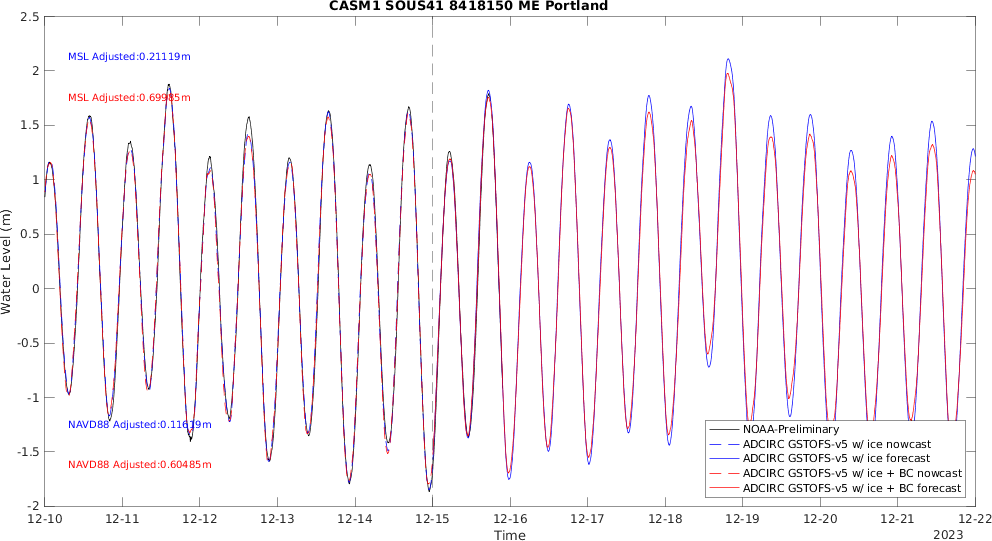 CASM1 SOUS41 8418150 ME Portland
2.5
2
1.5
1
0.5
0
-0.5
-1
-1.5
-2
Water Level (m)
MSL Adjusted:0.21119m
MSL Adjusted:0.69985m
NAVD88 Adjusted:0.11619m
NAVD88 Adjusted:0.60485m
NOAA-Preliminary
ADCIRC GSTOFS-v5 w/ ice nowcast
ADCIRC GSTOFS-v5 w/ ice forecast
ADCIRC GSTOFS-v5 w/ ice + BC nowcast
ADCIRC GSTOFS-v5 w/ ice + BC forecast
12-10 12-11 12-12 12-13 12-14 12-15 12-16 12-17 12-18 12-19 12-20 12-21 12-22
Time
2023